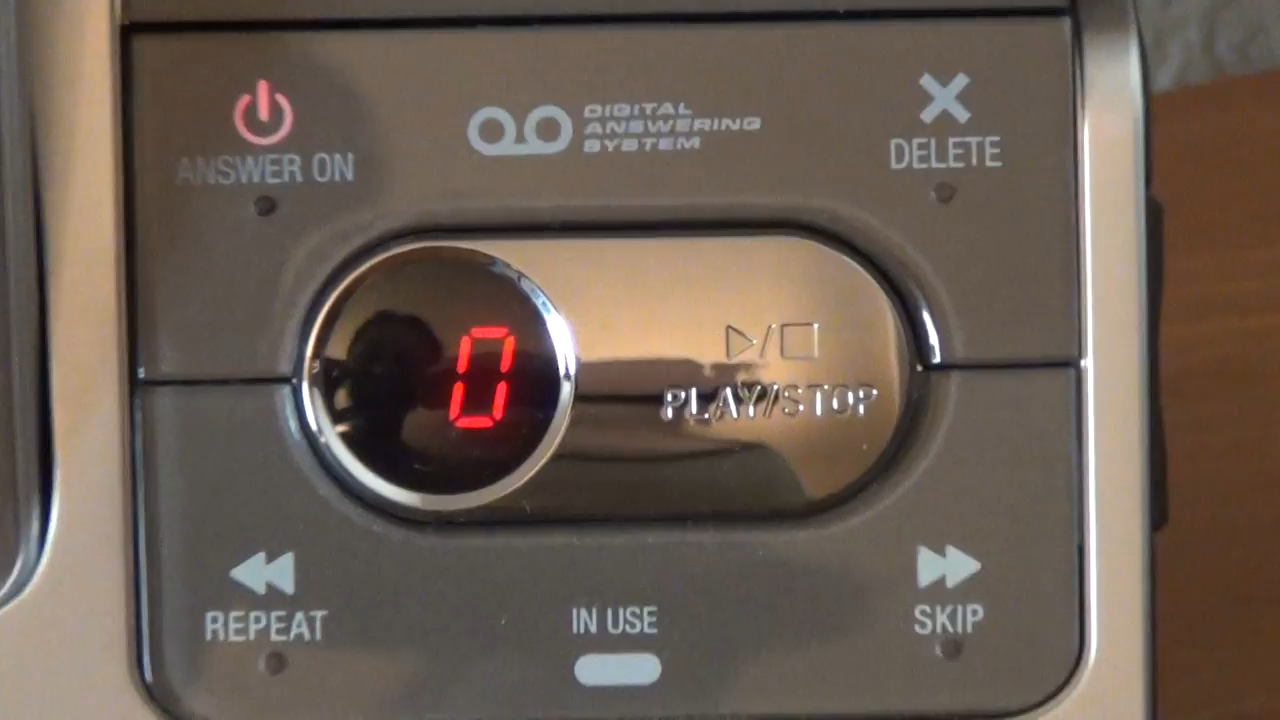 ANSWER ON
DIGITAL
ANSWERING
SYSTEM
DELETE
0
PLAY/STOP
REPEAT
IN USE
SKIP